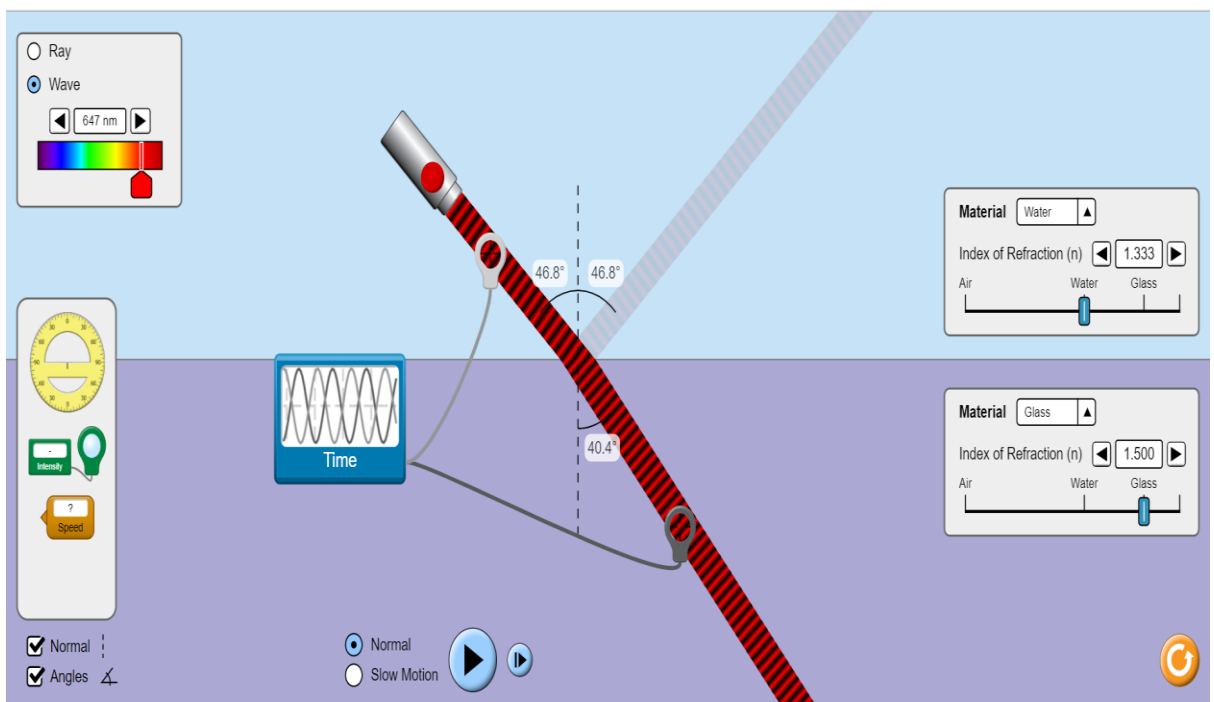 Ray
Wave
647 nm
46.8° 46.8°
Material Water
Index of Refraction (n) 1.333
Air Water Glass
Time
40.4°
Material Glass
Index of Refraction (n) 1.500
Air Water Glass
-
Intensity
?
Speed
Normal
Angles
Normal
Slow Motion